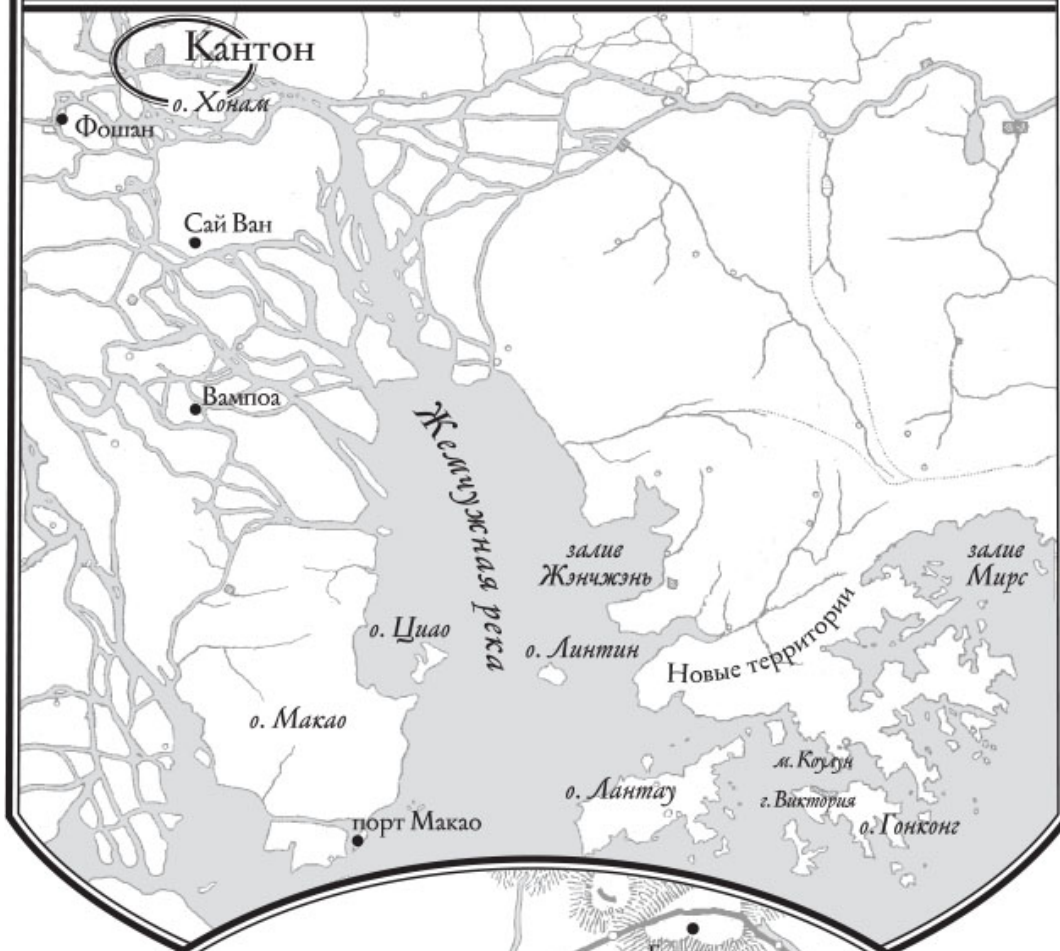 Кантон
о. Хонам
Фошан
Сай Ван
Вампоа
Жемчужная река
залив
Жэнчжэнь
залив
Мирс
о. Циао
о. Линтин
Новые территории
о. Макао
м. Коулун
о. Лантау
г. Виктория
о. Гонконг
порт Макао